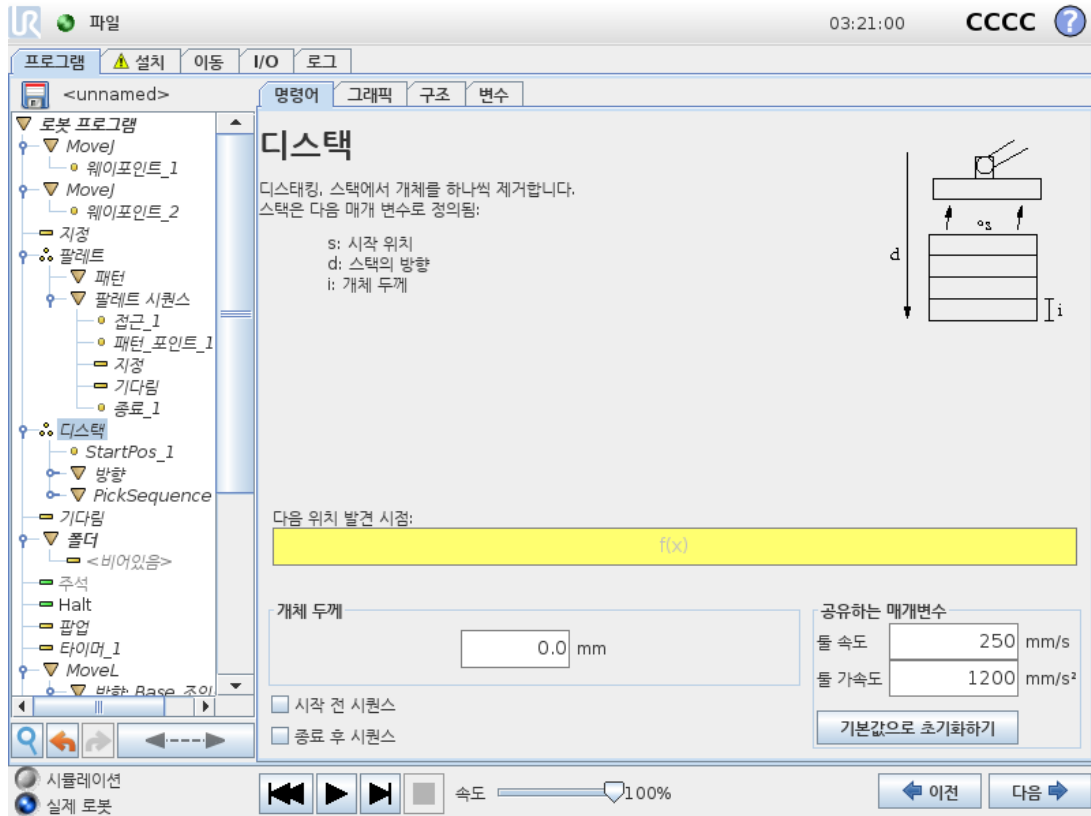 UR 파일 03:21:00 CCCC ?
프로그램 설치 이동 I/O 로그
<unnamed>
명령어 그래픽 구조 변수
로봇 프로그램
MoveJ
웨이포인트_1
MoveJ
웨이포인트_2
지정
팔레트
패턴
팔레트 시퀀스
접근_1
패턴_포인트_1
지정
기다림
종료_1
디스택
StartPos_1
방향
PickSequence
기다림
폴더
<비어있음>
주석
Halt
팝업
타이머_1
MoveL
방향: Base 조인
디스택
디스태킹, 스택에서 개체를 하나씩 제거합니다.
스택은 다음 매개 변수로 정의됨:
s: 시작 위치
d: 스택의 방향
i: 개체 두께
s
d
i
다음 위치 발견 시점:
f(x)
개체 두께
0.0 mm
시작 전 시퀀스
종료 후 시퀀스
공유하는 매개변수
툴 속도 250 mm/s
툴 가속도 1200 mm/s²
기본값으로 초기화하기
시뮬레이션
실제 로봇
속도 100%
이전 다음